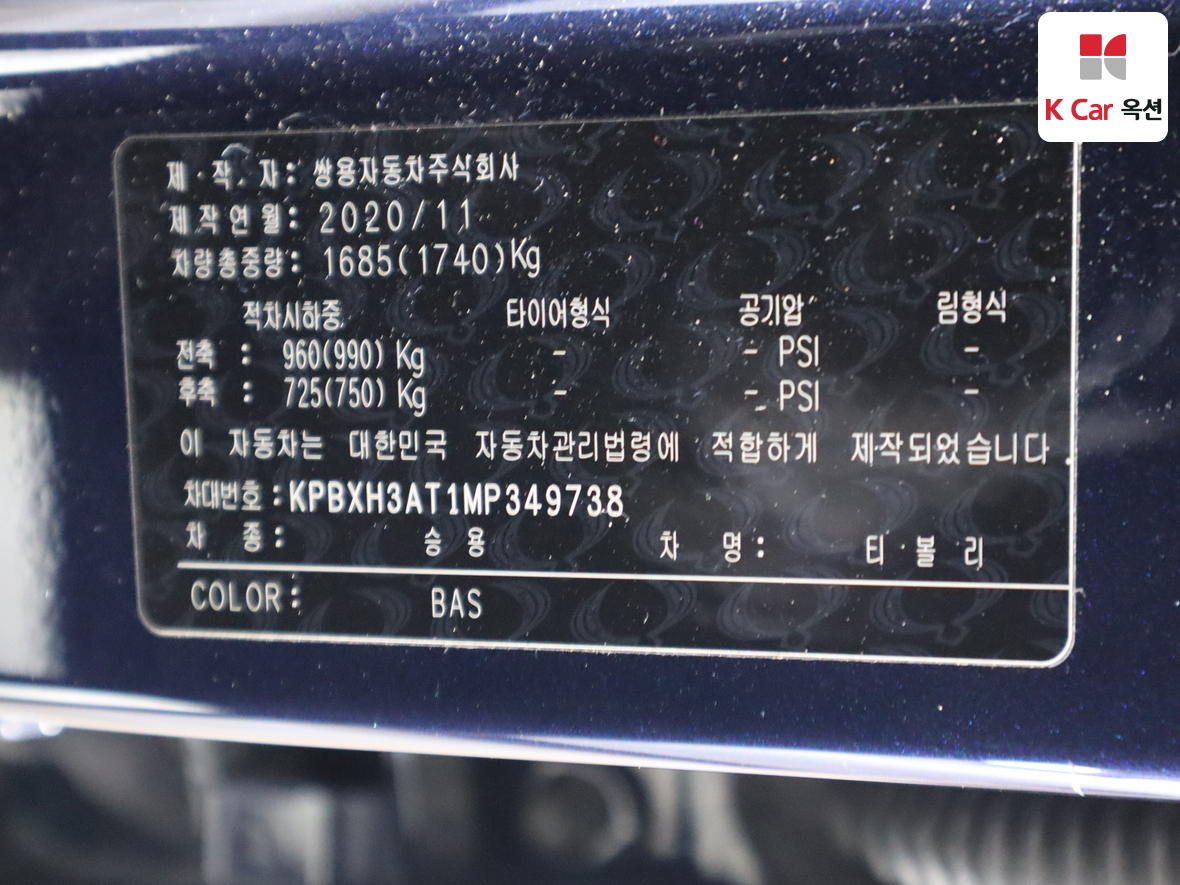 K Car 옥션
제 작 자: 쌍용자동차주식회사
제작연월: 2020/11
차량총중량: 1685(1740)Kg
적차시하중 타이어형식 공기압 림형식
전축 : 960(990) Kg - - PSI -
후축 : 725(750) Kg - - PSI -
이 자동차는 대한민국 자동차관리법령에 적합하게 제작되었습니다
차대번호 :KPBXH3AT1MP349738
차 종: 승 용 차 명: 티 볼 리
COLOR: BAS